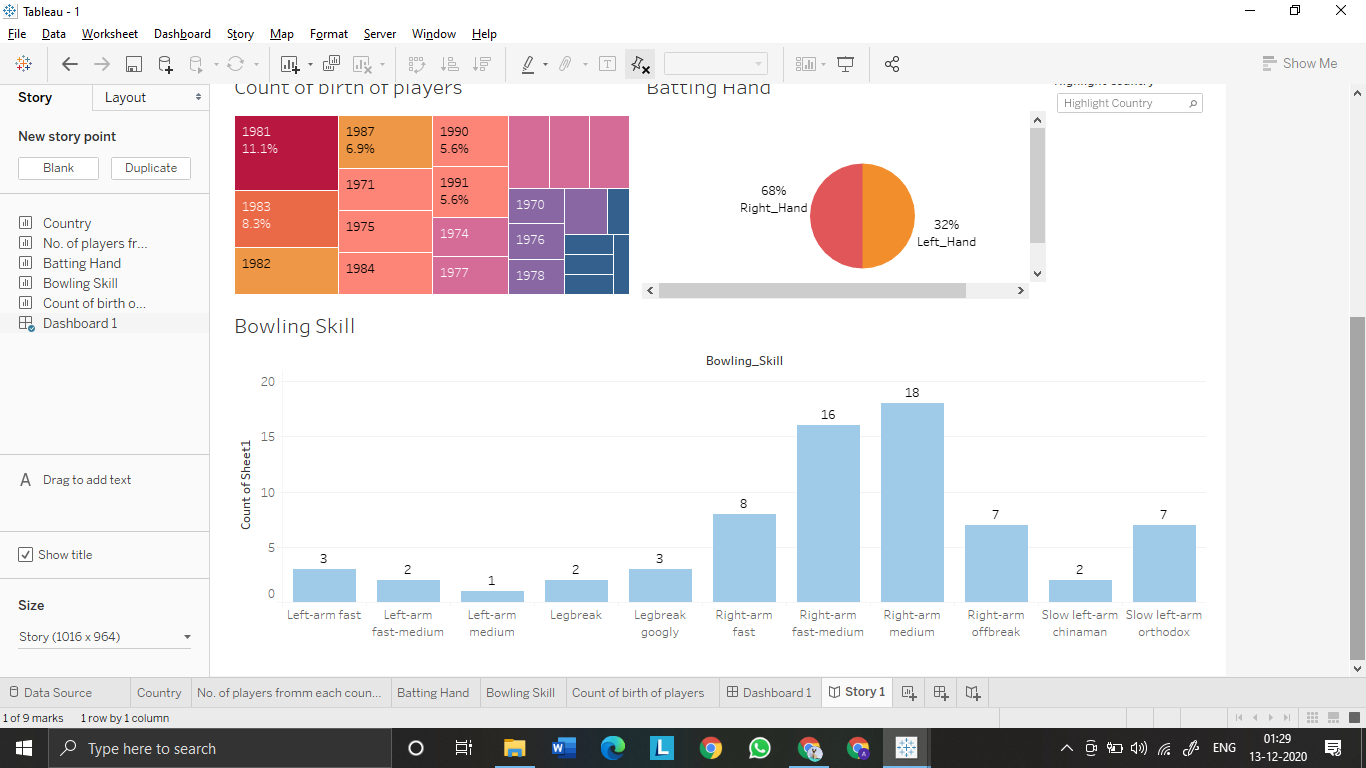 Tableau - 1
File Data Worksheet Dashboard Story Map Format Server Window Help
Show Me
Story Layout
New story point
Blank Duplicate
Country
No. of players fr...
Batting Hand
Bowling Skill
Count of birth o...
Dashboard 1
A Drag to add text
Show title
Size
Story (1016 x 964)
Count of birth of players
1981
11.1%
1983
8.3%
1982
1987
6.9%
1971
1975
1984
1990
5.6%
1991
5.6%
1974
1977
1970
1976
1978
Batting Hand
68%
Right_Hand
32%
Left_Hand
Highlight Country
Highlight Country
Bowling Skill
Bowling_Skill
Count of Sheet1
20
15
10
5
0
3
2
1
2
3
8
16
18
7
2
7
Left-arm fast
Left-arm
fast-medium
Left-arm
medium
Legbreak
Legbreak
googly
Right-arm
fast
Right-arm
fast-medium
Right-arm
medium
Right-arm
offbreak
Slow left-arm
chinaman
Slow left-arm
orthodox
Data Source Country No. of players fromm each coun... Batting Hand Bowling Skill Count of birth of players Dashboard 1 Story 1
1 of 9 marks 1 row by 1 column
Type here to search
ENG
01:29
13-12-2020